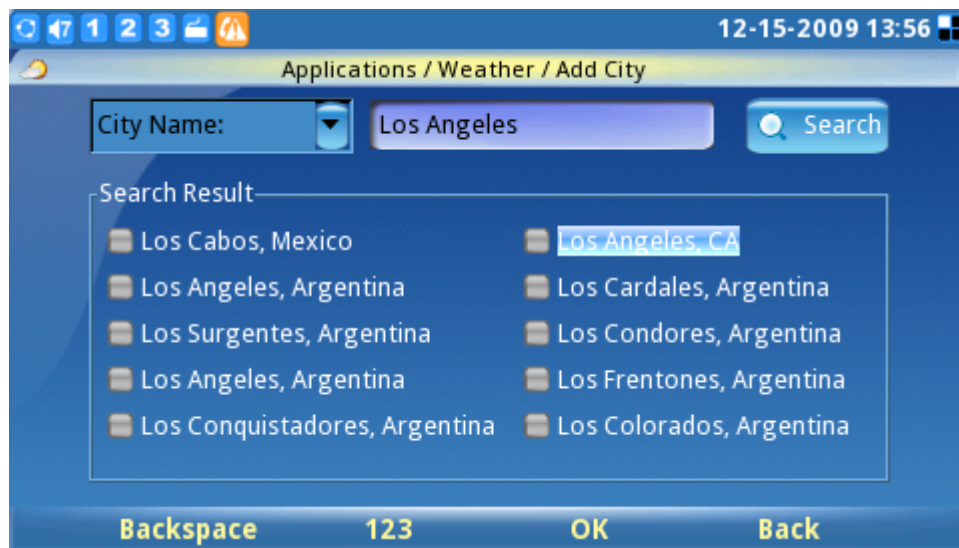 7 1 2 3 12-15-2009 13:56
Applications / Weather / Add City
City Name: Los Angeles Search
Search Result
Los Cabos, Mexico Los Angeles, CA
Los Angeles, Argentina Los Cardales, Argentina
Los Surgentes, Argentina Los Condores, Argentina
Los Angeles, Argentina Los Frentones, Argentina
Los Conquistadores, Argentina Los Colorados, Argentina
Backspace 123 OK Back